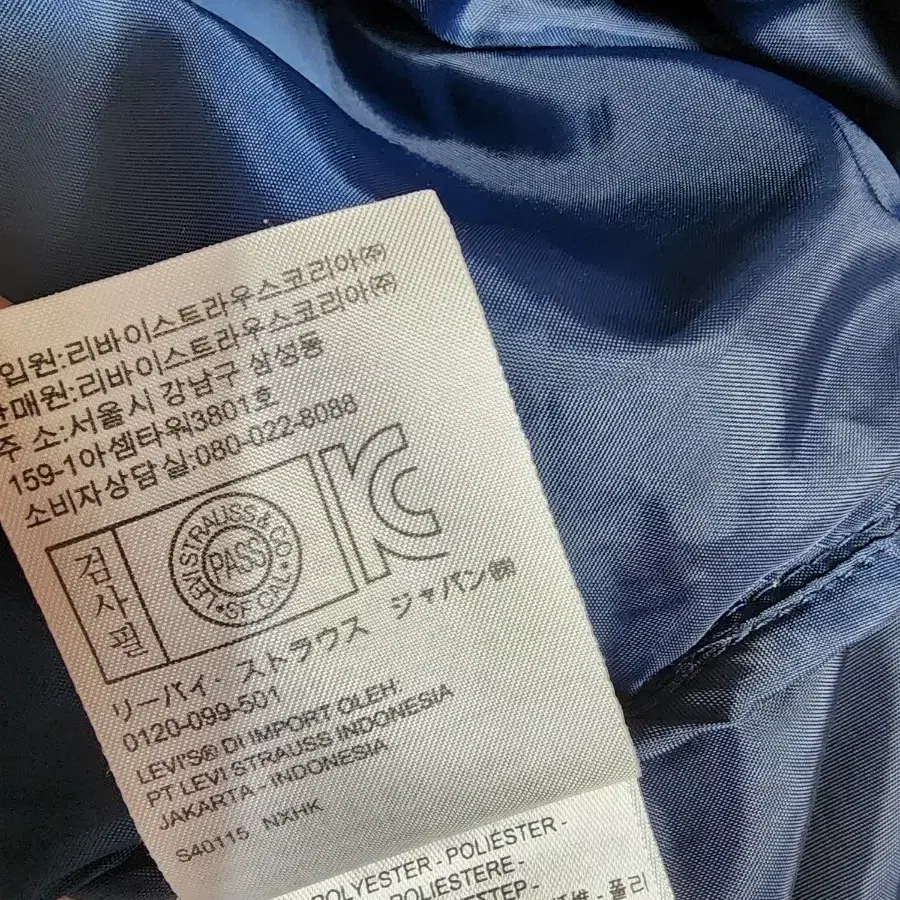 입원:리바이스트라우스코리아㈜
판매원:리바이스트라우스코리아㈜
주 소:서울시 강남구 삼성동
159-1아셈타워3801호
소비자상담실:080-022-8088
검사필
LEVI STRAUSS & CO
PASS
SF CAL
リーバイ・ストラウス ジャパン㈱
0120-099-501
LEVI'S® DI IMPORT OLEH:
PT LEVI STRAUSS INDONESIA
JAKARTA - INDONESIA
S40115 NXHK
POLYESTER - POLIÉSTER -
POLIESTERE -
폴리